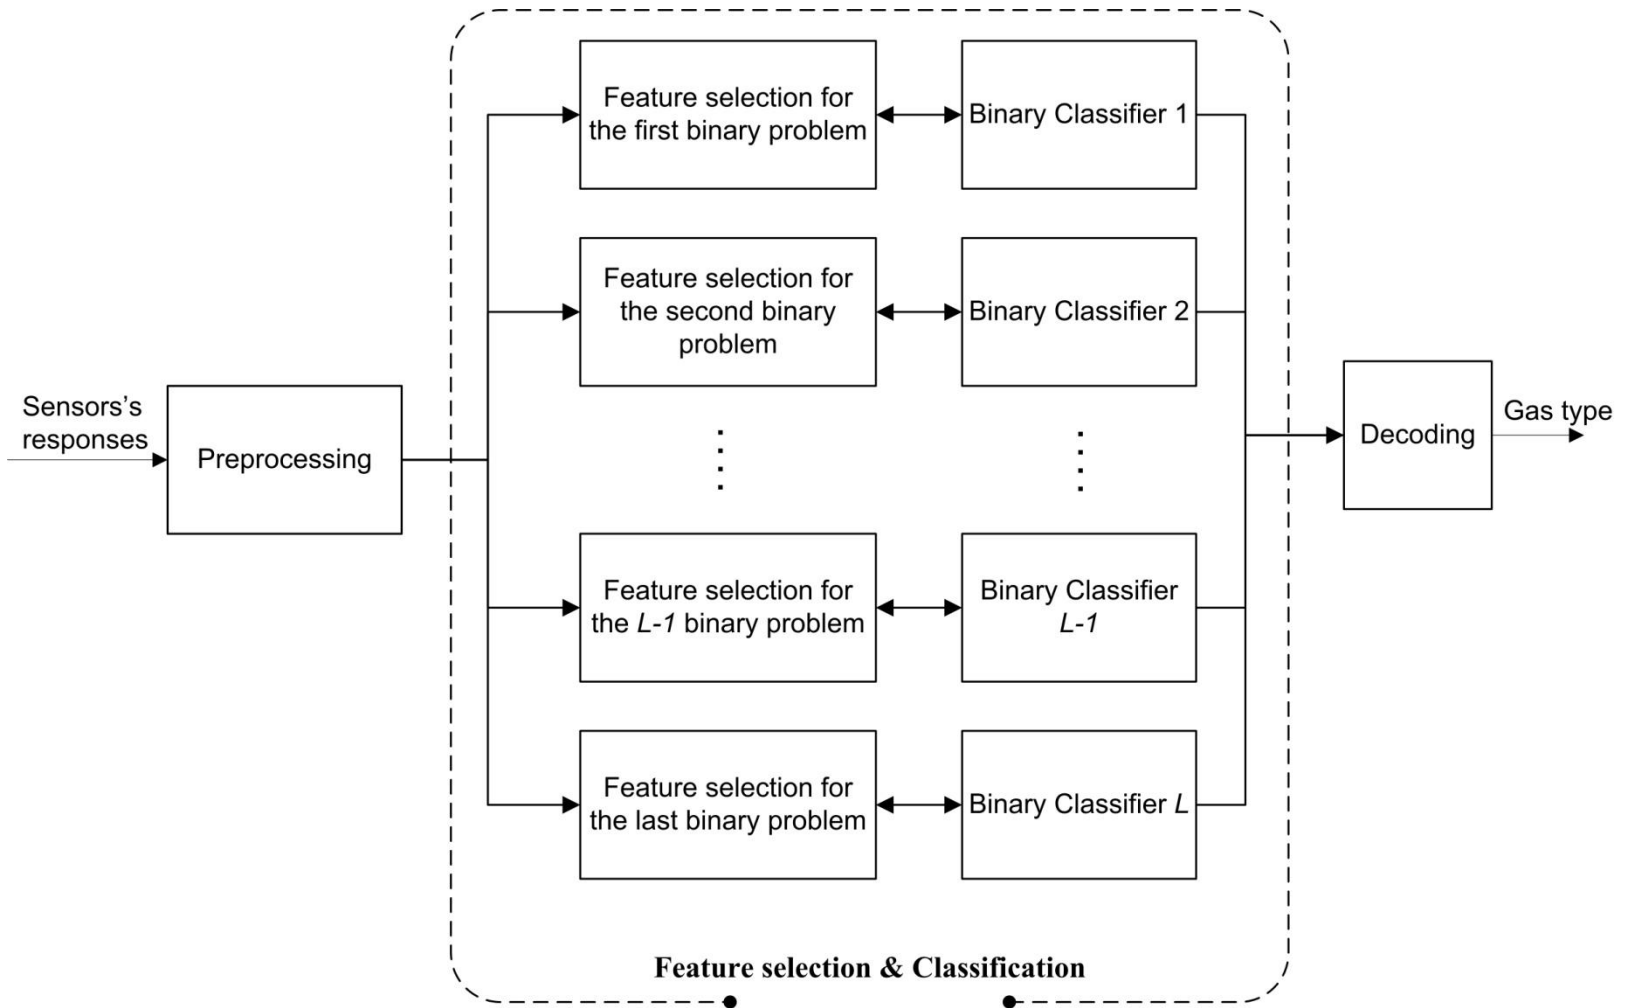 Sensors's
responses
Preprocessing
Feature selection for
the first binary problem
Binary Classifier 1
Feature selection for
the second binary
problem
Binary Classifier 2
Feature selection for
the L-1 binary problem
Binary Classifier
L-1
Feature selection for
the last binary problem
Binary Classifier L
Decoding
Gas type
Feature selection & Classification